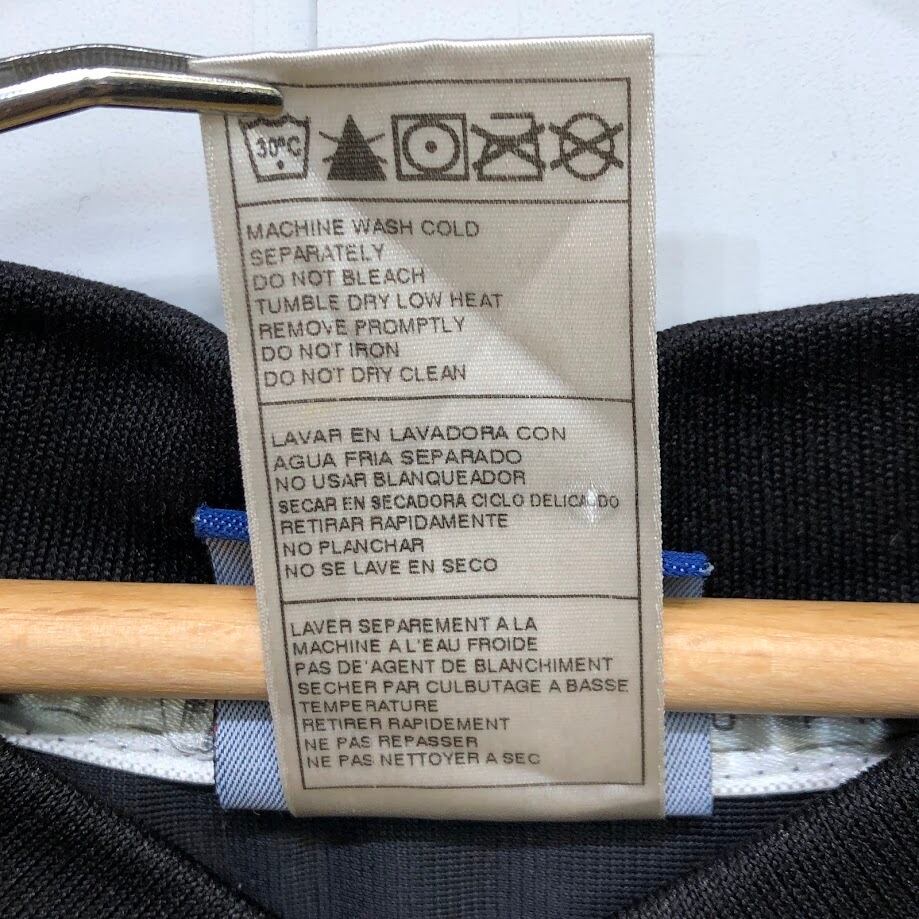 30°C
MACHINE WASH COLD
SEPARATELY
DO NOT BLEACH
TUMBLE DRY LOW HEAT
REMOVE PROMPTLY
DO NOT IRON
DO NOT DRY CLEAN
LAVAR EN LAVADORA CON
AGUA FRIA SEPARADO
NO USAR BLANQUEADOR
SECAR EN SECADORA CICLO DELICADO
RETIRAR RAPIDAMENTE
NO PLANCHAR
NO SE LAVE EN SECO
LAVER SEPAREMENT A LA
MACHINE A L'EAU FROIDE
PAS DE'AGENT DE BLANCHIMENT
SECHER PAR CULBUTAGE A BASSE
TEMPERATURE
RETIRER RAPIDEMENT
NE PAS REPASSER
NE PAS NETTOYER A SEC